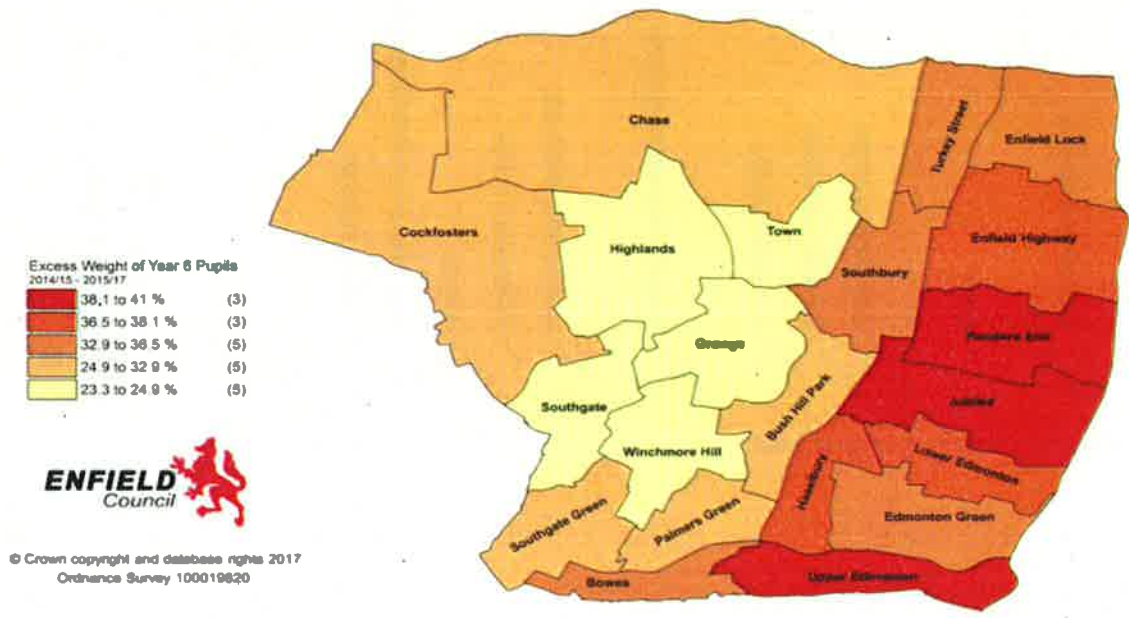 Chase
Turkey Street
Enfield Lock
Cockfosters
Highlands
Town
Enfield Highway
Southbury
Excess Weight of Year 6 Pupils
2014/15 - 2015/17
38.1 to 41 % (3)
36.5 to 38.1 % (3)
32.9 to 36.5 % (5)
24.9 to 32.9 % (5)
23.3 to 24.9 % (5)
Grange
Southgate
Bush Hill Park
Jubilee
Winchmore Hill
Haselbury
Lower Edmonton
ENFIELD
Council
Southgate Green
Palmers Green
Edmonton Green
© Crown copyright and database rights 2017
Ordnance Survey 100019820
Bowes
Upper Edmonton